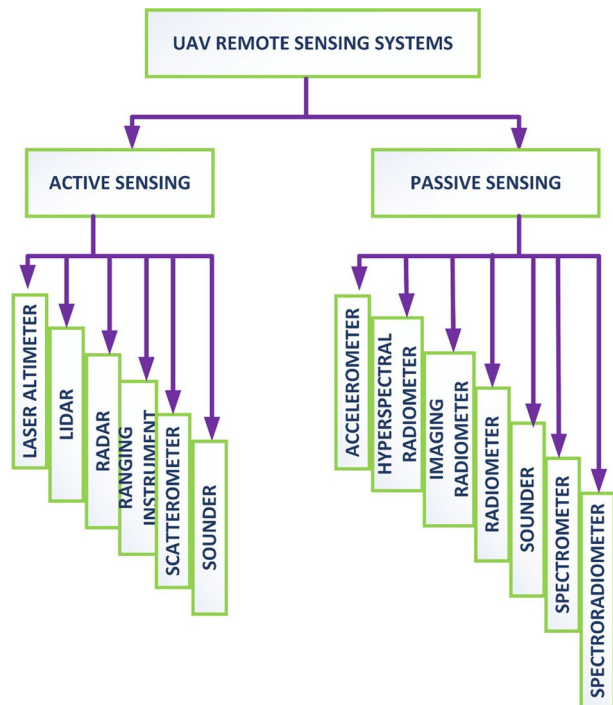 UAV REMOTE SENSING SYSTEMS
ACTIVE SENSING
PASSIVE SENSING
LASER ALTIMETER
LIDAR
RADAR
RANGING
INSTRUMENT
SCATTEROMETER
SOUNDER
ACCELEROMETER
HYPERSPECTRAL
RADIOMETER
IMAGING
RADIOMETER
RADIOMETER
SOUNDER
SPECTROMETER
SPECTRORADIOMETER